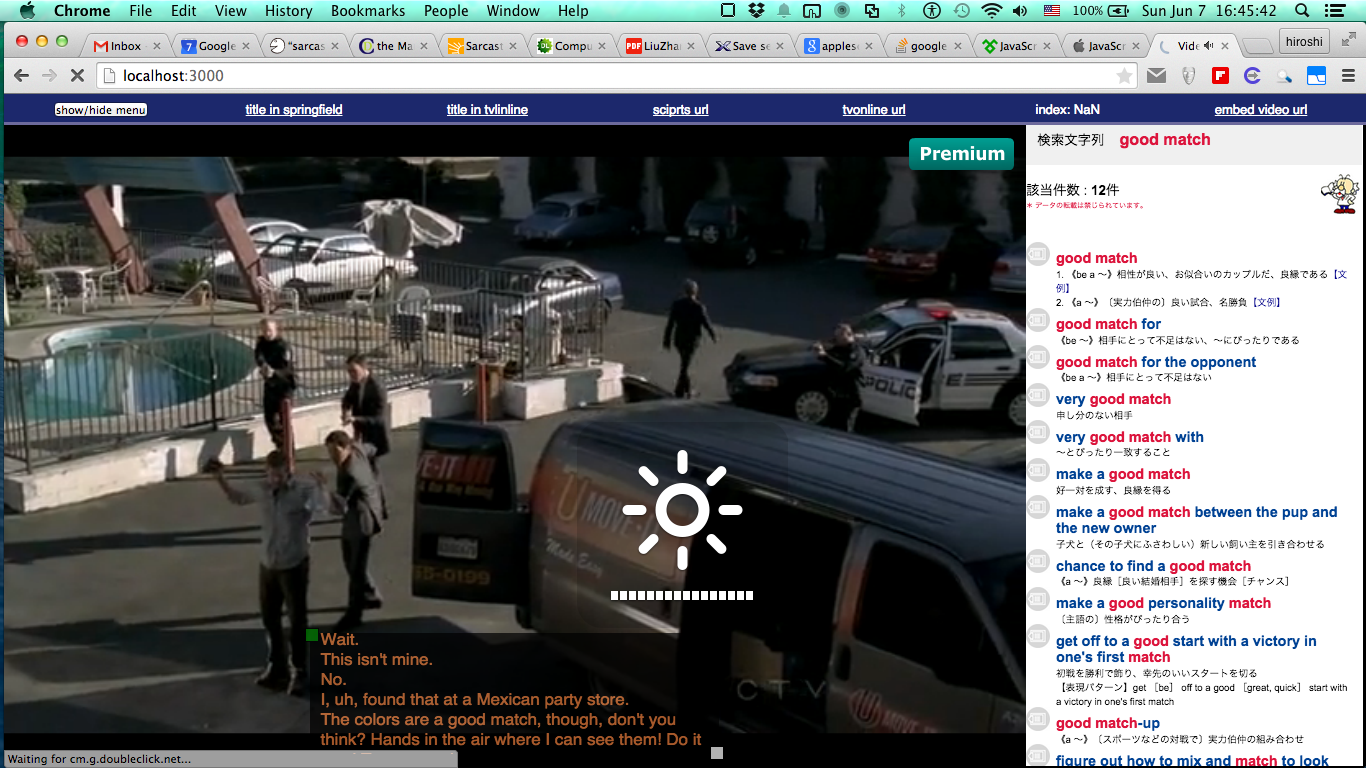 Chrome File Edit View History Bookmarks People Window Help 100% Sun Jun 7 16:45:42
Inbox Google "sarcas the Ma Sarcast Compu LiuZha Save se applesc google JavaScr JavaScr Vide hiroshi
localhost:3000
show/hide menu title in springfield title in tvlinline sciprts url tvonline url index: NaN embed video url
Premium
POLICE
MOVE-IT
Made Easy
CTV
Wait.
This isn't mine.
No.
I, uh, found that at a Mexican party store.
The colors are a good match, though, don't you
think? Hands in the air where I can see them! Do it
Waiting for cm.g.doubleclick.net...
検索文字列 good match
該当件数 : 12件
＊ データの転載は禁じられています。
good match
1. 《be a ～》相性が良い、お似合いのカップルだ、良縁である【文
例】
2. 《a ～》〔実力伯仲の〕良い試合、名勝負【文例】
good match for
《be ～》相手にとって不足はない、～にぴったりである
good match for the opponent
《be a ～》相手にとって不足はない
very good match
申し分のない相手
very good match with
～とぴったり一致すること
make a good match
好一対を成す、良縁を得る
make a good match between the pup and
the new owner
子犬と（その子犬にふさわしい）新しい飼い主を引き合わせる
chance to find a good match
《a ～》良縁［良い結婚相手］を探す機会［チャンス］
make a good personality match
〔主語の〕性格がぴったり合う
get off to a good start with a victory in
one's first match
初戦を勝利で飾り、幸先のいいスタートを切る
【表現パターン】get ［be］ off to a good ［great, quick］ start with
a victory in one's first match
good match-up
《a ～》〔スポーツなどの対戦で〕実力伯仲の組み合わせ
figure out how to mix and match to look